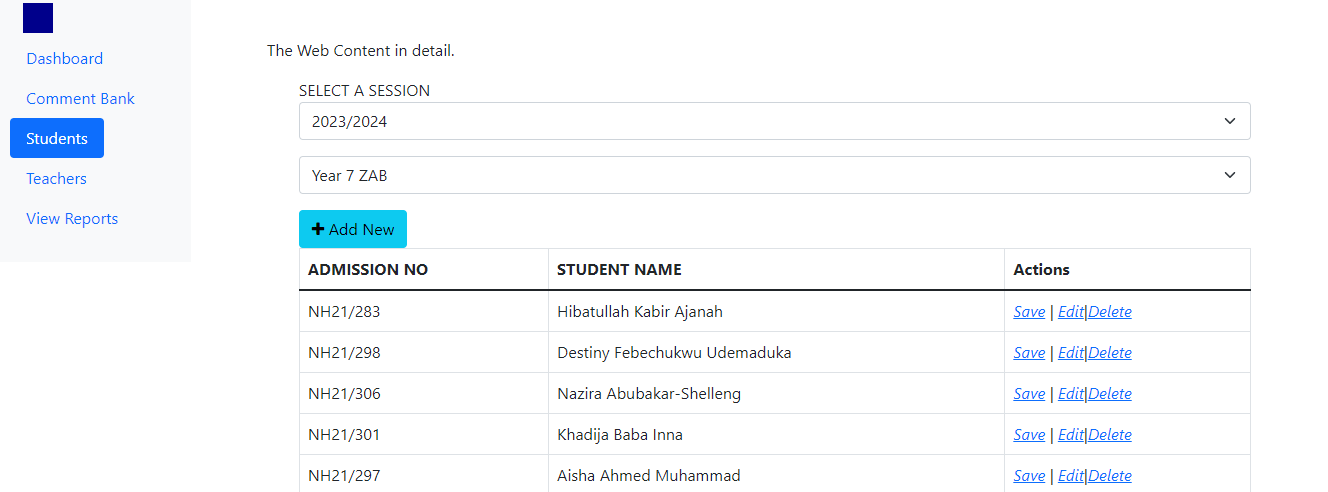 Dashboard
Comment Bank
Students
Teachers
View Reports
The Web Content in detail.
SELECT A SESSION
2023/2024
Year 7 ZAB
+ Add New
ADMISSION NO STUDENT NAME Actions
NH21/283 Hibatullah Kabir Ajanah Save | Edit|Delete
NH21/298 Destiny Febechukwu Udemaduka Save | Edit|Delete
NH21/306 Nazira Abubakar-Shelleng Save | Edit|Delete
NH21/301 Khadija Baba Inna Save | Edit|Delete
NH21/297 Aisha Ahmed Muhammad Save | Edit|Delete